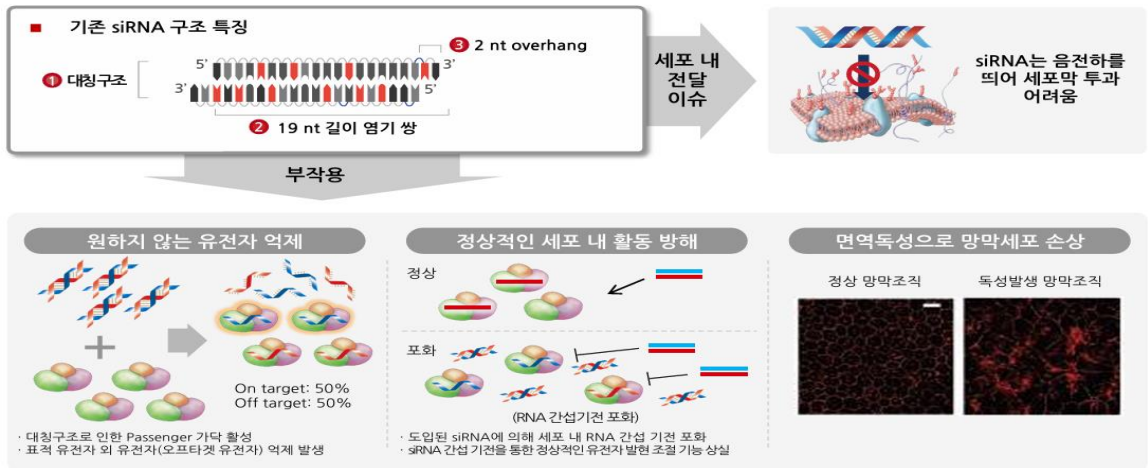 ■ 기존 siRNA 구조 특징
③ 2 nt overhang
5’ 3’
① 대칭구조
3’ 5’
② 19 nt 길이 염기 쌍
세포 내
전달
이슈
siRNA는 음전하를
띄어 세포막 투과
어려움
부작용
원하지 않는 유전자 억제
On target: 50%
Off target: 50%
· 대칭구조로 인한 Passenger 가닥 활성
· 표적 유전자 외 유전자(오프타겟 유전자) 억제 발생
정상적인 세포 내 활동 방해
정상
포화
(RNA 간섭기전 포화)
· 도입된 siRNA에 의해 세포 내 RNA 간섭 기전 포화
· siRNA 간섭 기전을 통한 정상적인 유전자 발현 조절 기능 상실
면역독성으로 망막세포 손상
정상 망막조직
독성발생 망막조직